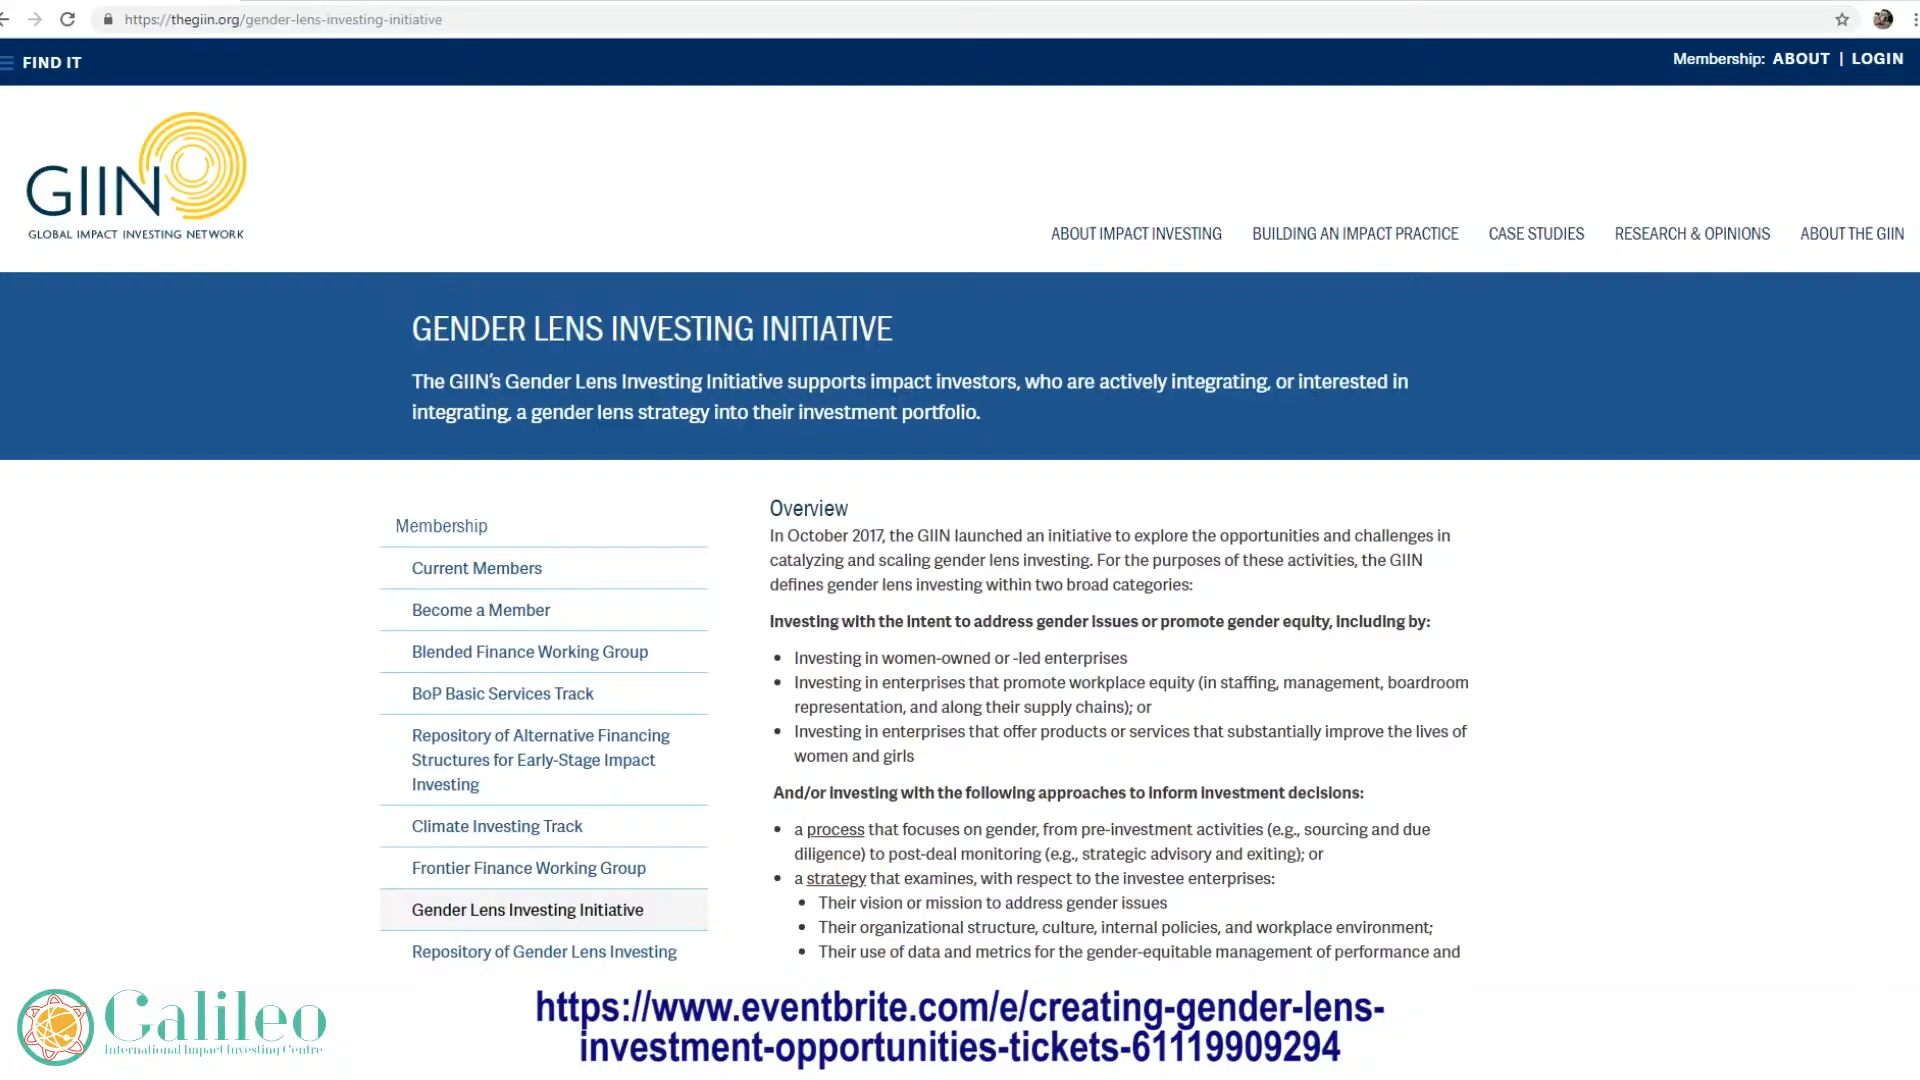 https://thegiin.org/gender-lens-investing-initiative
FIND IT
Membership: ABOUT | LOGIN
GIIN
GLOBAL IMPACT INVESTING NETWORK
ABOUT IMPACT INVESTING BUILDING AN IMPACT PRACTICE CASE STUDIES RESEARCH & OPINIONS ABOUT THE GIIN
GENDER LENS INVESTING INITIATIVE
The GIIN's Gender Lens Investing Initiative supports impact investors, who are actively integrating, or interested in
integrating, a gender lens strategy into their investment portfolio.
Membership
Current Members
Become a Member
Blended Finance Working Group
BoP Basic Services Track
Repository of Alternative Financing
Structures for Early-Stage Impact
Investing
Climate Investing Track
Frontier Finance Working Group
Gender Lens Investing Initiative
Repository of Gender Lens Investing
Overview
In October 2017, the GIIN launched an initiative to explore the opportunities and challenges in
catalyzing and scaling gender lens investing. For the purposes of these activities, the GIIN
defines gender lens investing within two broad categories:
Investing with the intent to address gender issues or promote gender equity, including by:
• Investing in women-owned or -led enterprises
• Investing in enterprises that promote workplace equity (in staffing, management, boardroom
representation, and along their supply chains); or
• Investing in enterprises that offer products or services that substantially improve the lives of
women and girls
And/or investing with the following approaches to inform investment decisions:
• a process that focuses on gender, from pre-investment activities (e.g., sourcing and due
diligence) to post-deal monitoring (e.g., strategic advisory and exiting); or
• a strategy that examines, with respect to the investee enterprises:
• Their vision or mission to address gender issues
• Their organizational structure, culture, internal policies, and workplace environment;
• Their use of data and metrics for the gender-equitable management of performance and
Galileo
International Impact Investing Centre
https://www.eventbrite.com/e/creating-gender-lens-
investment-opportunities-tickets-61119909294